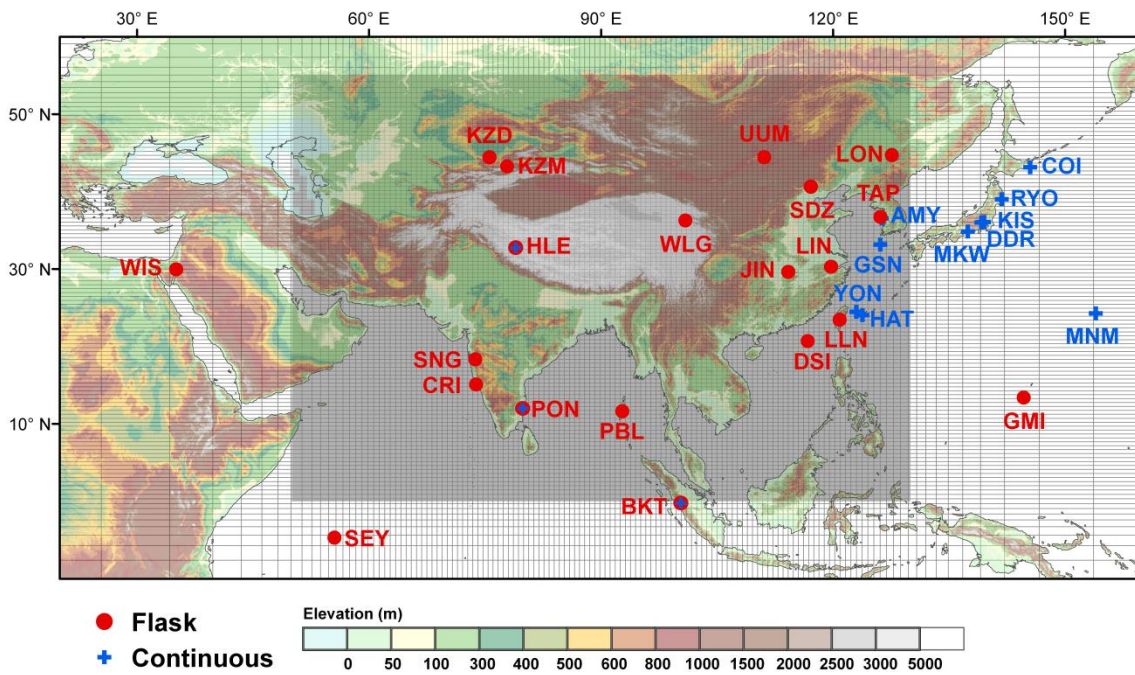 30° E 60° E 90° E 120° E 150° E
50° N
30° N
10° N
KZD
KZM
UUM
LON
COI
TAP
SDZ
RYO
AMY
KIS
HLE
WLG
LIN
DDR
MKW
WIS
JIN
GSN
YON
HAT
LLN
MNM
SNG
DSI
CRI
PON
PBL
GMI
BKT
SEY
Flask
Continuous
Elevation (m)
0 50 100 300 400 500 600 800 1000 1500 2000 2500 3000 5000